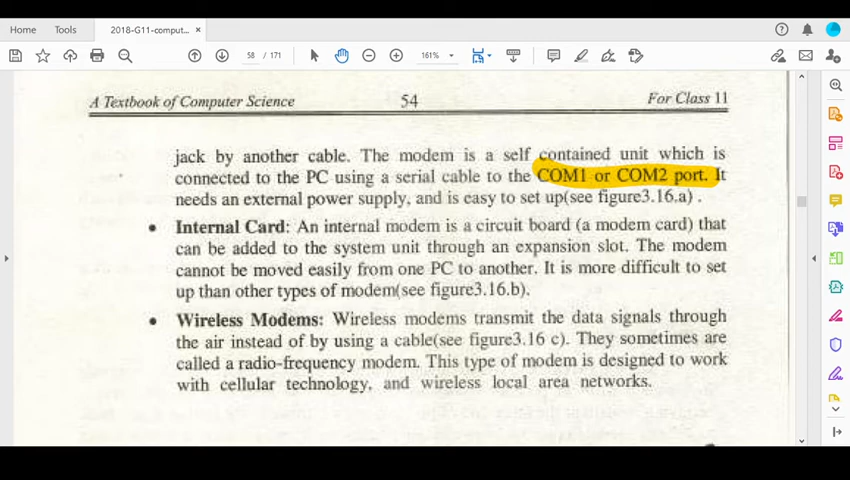 Home Tools 2018-G11-comput... ×
58 / 171 161%
A Textbook of Computer Science 54 For Class 11
jack by another cable. The modem is a self contained unit which is
connected to the PC using a serial cable to the COM1 or COM2 port. It
needs an external power supply, and is easy to set up(see figure3.16.a) .
• Internal Card: An internal modem is a circuit board (a modem card) that
can be added to the system unit through an expansion slot. The modem
cannot be moved easily from one PC to another. It is more difficult to set
up than other types of modem(see figure3.16.b).
• Wireless Modems: Wireless modems transmit the data signals through
the air instead of by using a cable(see figure3.16 c). They sometimes are
called a radio-frequency modem. This type of modem is designed to work
with cellular technology, and wireless local area networks.